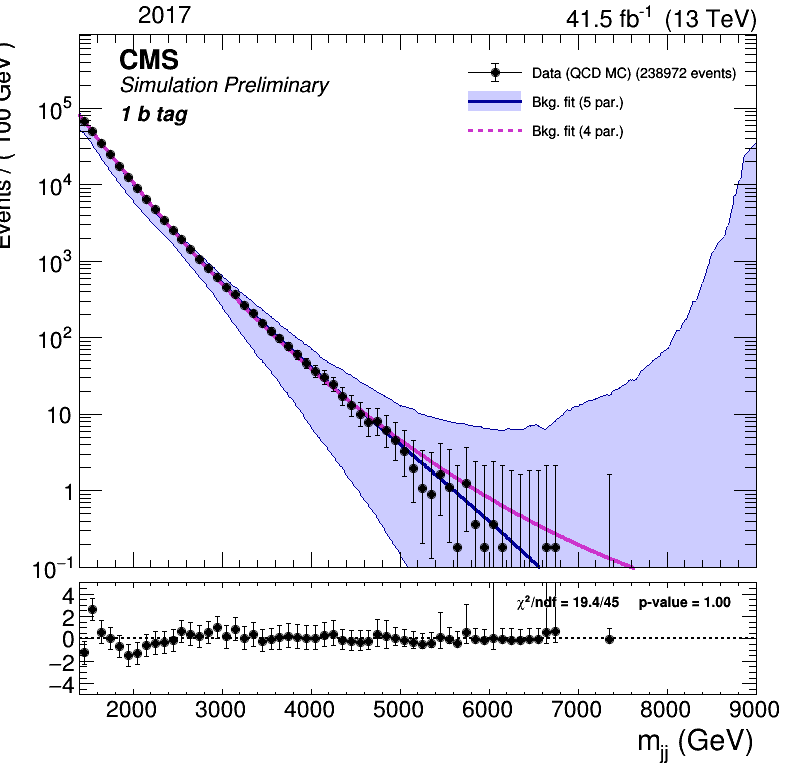 2017 41.5 fb⁻¹ (13 TeV)
CMS
Simulation Preliminary
1 b tag
Data (QCD MC) (238972 events)
Bkg. fit (5 par.)
Bkg. fit (4 par.)
Events / ( 100 GeV )
10⁵
10⁴
10³
10²
10
1
10⁻¹
χ²/ndf = 19.4/45 p-value = 1.00
4
2
0
−2
−4
2000 3000 4000 5000 6000 7000 8000 9000
m_jj (GeV)